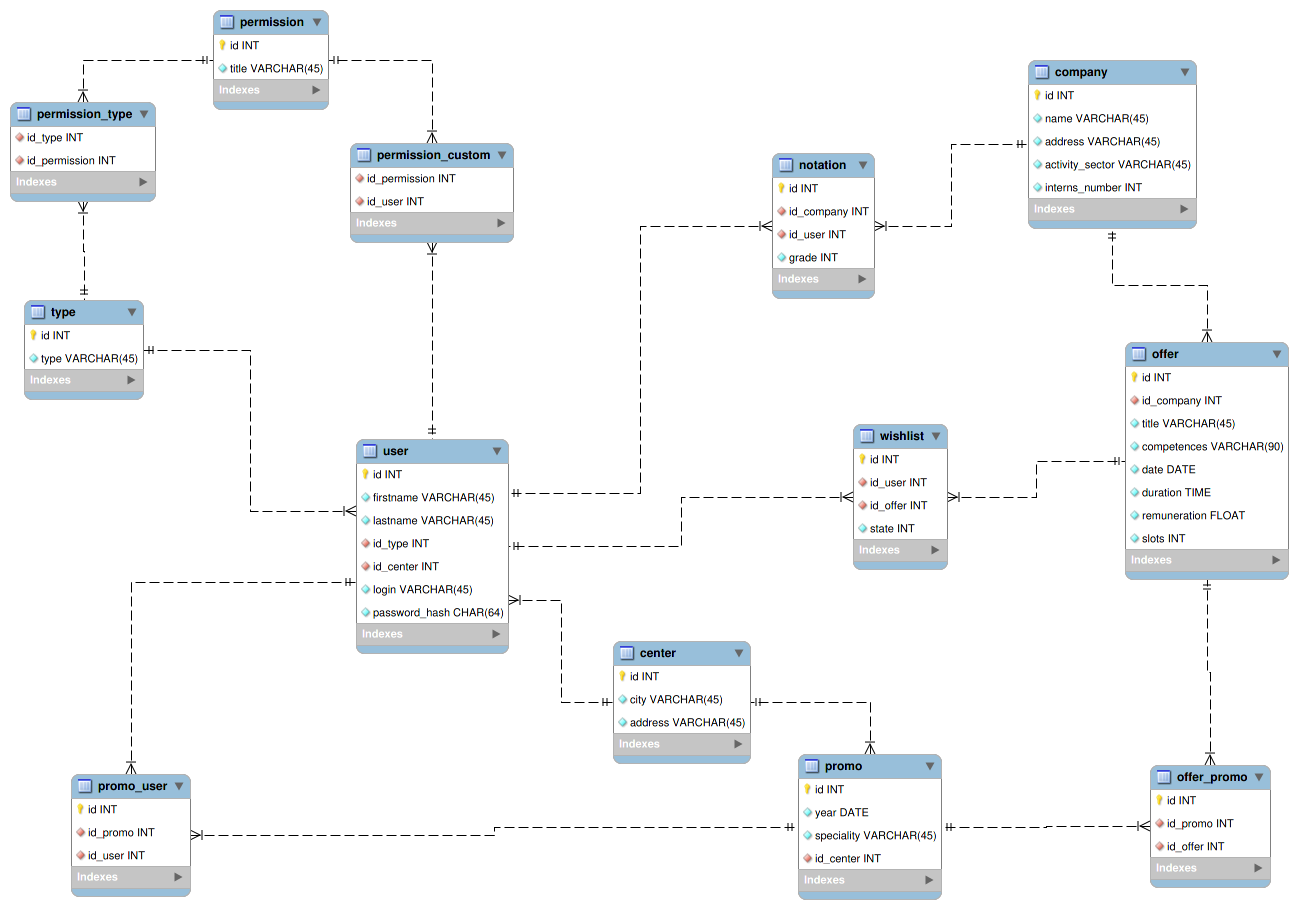 permission
id INT
title VARCHAR(45)
Indexes
permission_type
id_type INT
id_permission INT
Indexes
permission_custom
id_permission INT
id_user INT
Indexes
company
id INT
name VARCHAR(45)
address VARCHAR(45)
activity_sector VARCHAR(45)
interns_number INT
Indexes
notation
id INT
id_company INT
id_user INT
grade INT
Indexes
type
id INT
type VARCHAR(45)
Indexes
offer
id INT
id_company INT
title VARCHAR(45)
competences VARCHAR(90)
date DATE
duration TIME
remuneration FLOAT
slots INT
Indexes
user
id INT
firstname VARCHAR(45)
lastname VARCHAR(45)
id_type INT
id_center INT
login VARCHAR(45)
password_hash CHAR(64)
Indexes
wishlist
id INT
id_user INT
id_offer INT
state INT
Indexes
center
id INT
city VARCHAR(45)
address VARCHAR(45)
Indexes
promo_user
id INT
id_promo INT
id_user INT
Indexes
promo
id INT
year DATE
speciality VARCHAR(45)
id_center INT
Indexes
offer_promo
id INT
id_promo INT
id_offer INT
Indexes